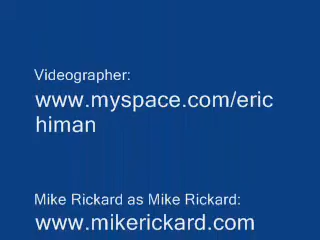 Videographer:
www.myspace.com/eric
himan
Mike Rickard as Mike Rickard:
www.mikerickard.com